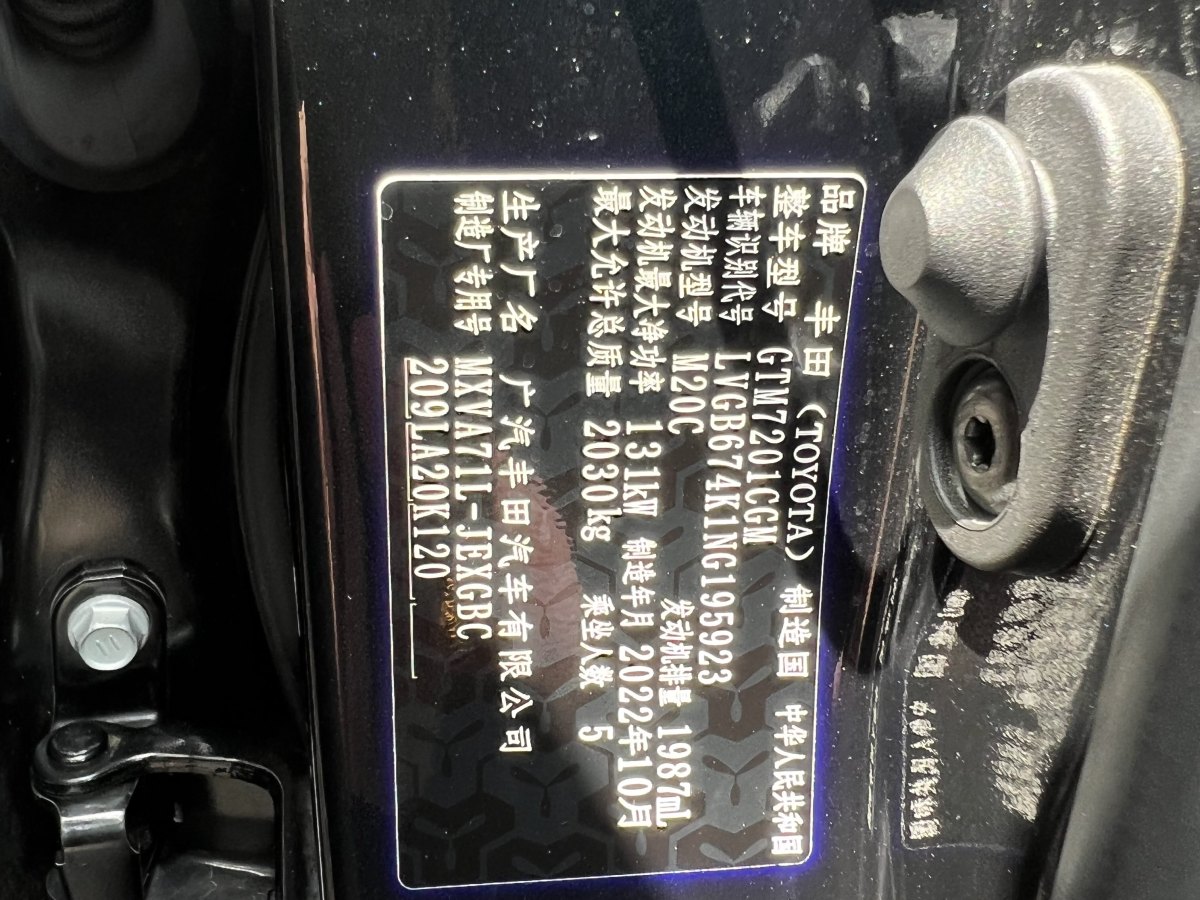 品牌 丰田（TOYOTA） 制造国 中华人民共和国
整车型号 GTM7201CGM
车辆识别代号 LVGB674K1NG195923
发动机型号 M20C 发动机排量 1987mL
发动机最大净功率 131kW 制造年月 2022年10月
最大允许总质量 2030kg 乘坐人数 5
生产厂名 广汽丰田汽车有限公司
制造厂专用号 MXVA71L-JEXGBC
209LA20K120